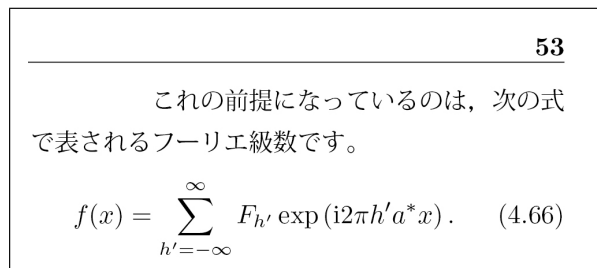 53
これの前提になっているのは，次の式
で表されるフーリエ級数です。
f(x) = ∑_{h'=-∞}^{∞} F_{h'} exp (i2πh'a*x) . (4.66)